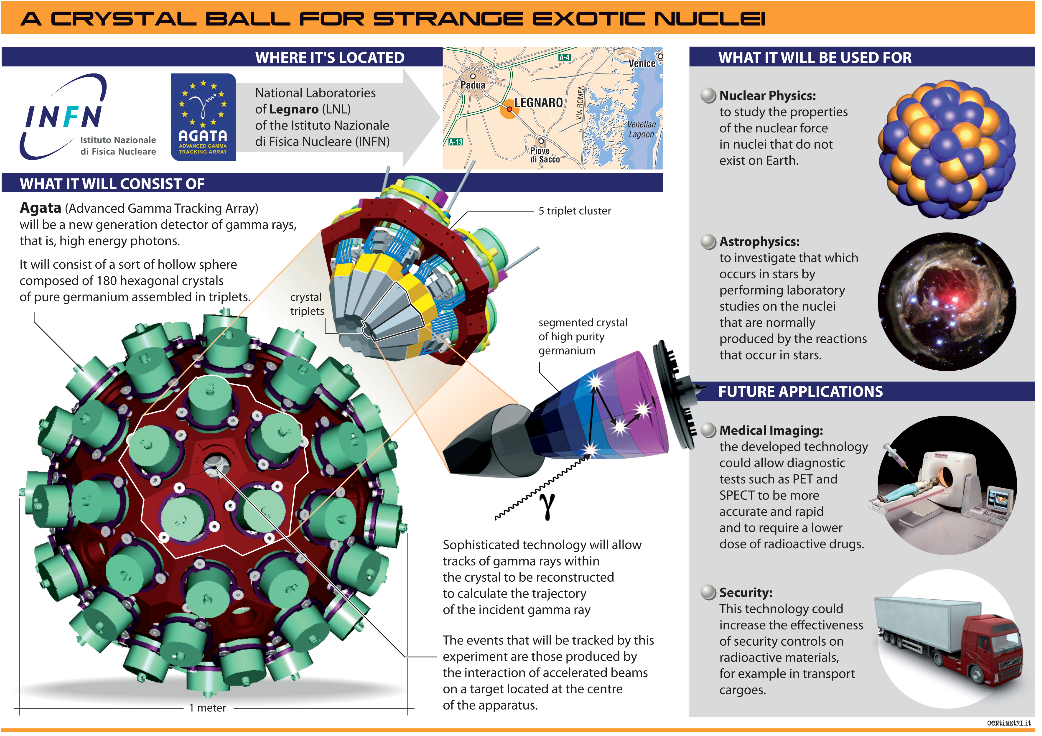 A CRYSTAL BALL FOR STRANGE EXOTIC NUCLEI
WHERE IT'S LOCATED
INFN
Istituto Nazionale
di Fisica Nucleare
AGATA
ADVANCED GAMMA
TRACKING ARRAY
National Laboratories
of Legnaro (LNL)
of the Istituto Nazionale
di Fisica Nucleare (INFN)
A-4
Venice
Padua
LEGNARO
VIA ROMEA
Venetian
Lagoon
A-13
Piove
di Sacco
WHAT IT WILL CONSIST OF
Agata (Advanced Gamma Tracking Array)
will be a new generation detector of gamma rays,
that is, high energy photons.
It will consist of a sort of hollow sphere
composed of 180 hexagonal crystals
of pure germanium assembled in triplets.
5 triplet cluster
crystal
triplets
segmented crystal
of high purity
germanium
γ
Sophisticated technology will allow
tracks of gamma rays within
the crystal to be reconstructed
to calculate the trajectory
of the incident gamma ray
The events that will be tracked by this
experiment are those produced by
the interaction of accelerated beams
on a target located at the centre
of the apparatus.
1 meter
WHAT IT WILL BE USED FOR
Nuclear Physics:
to study the properties
of the nuclear force
in nuclei that do not
exist on Earth.
Astrophysics:
to investigate that which
occurs in stars by
performing laboratory
studies on the nuclei
that are normally
produced by the reactions
that occur in stars.
FUTURE APPLICATIONS
Medical Imaging:
the developed technology
could allow diagnostic
tests such as PET and
SPECT to be more
accurate and rapid
and to require a lower
dose of radioactive drugs.
Security:
This technology could
increase the effectiveness
of security controls on
radioactive materials,
for example in transport
cargoes.
centimetri.it